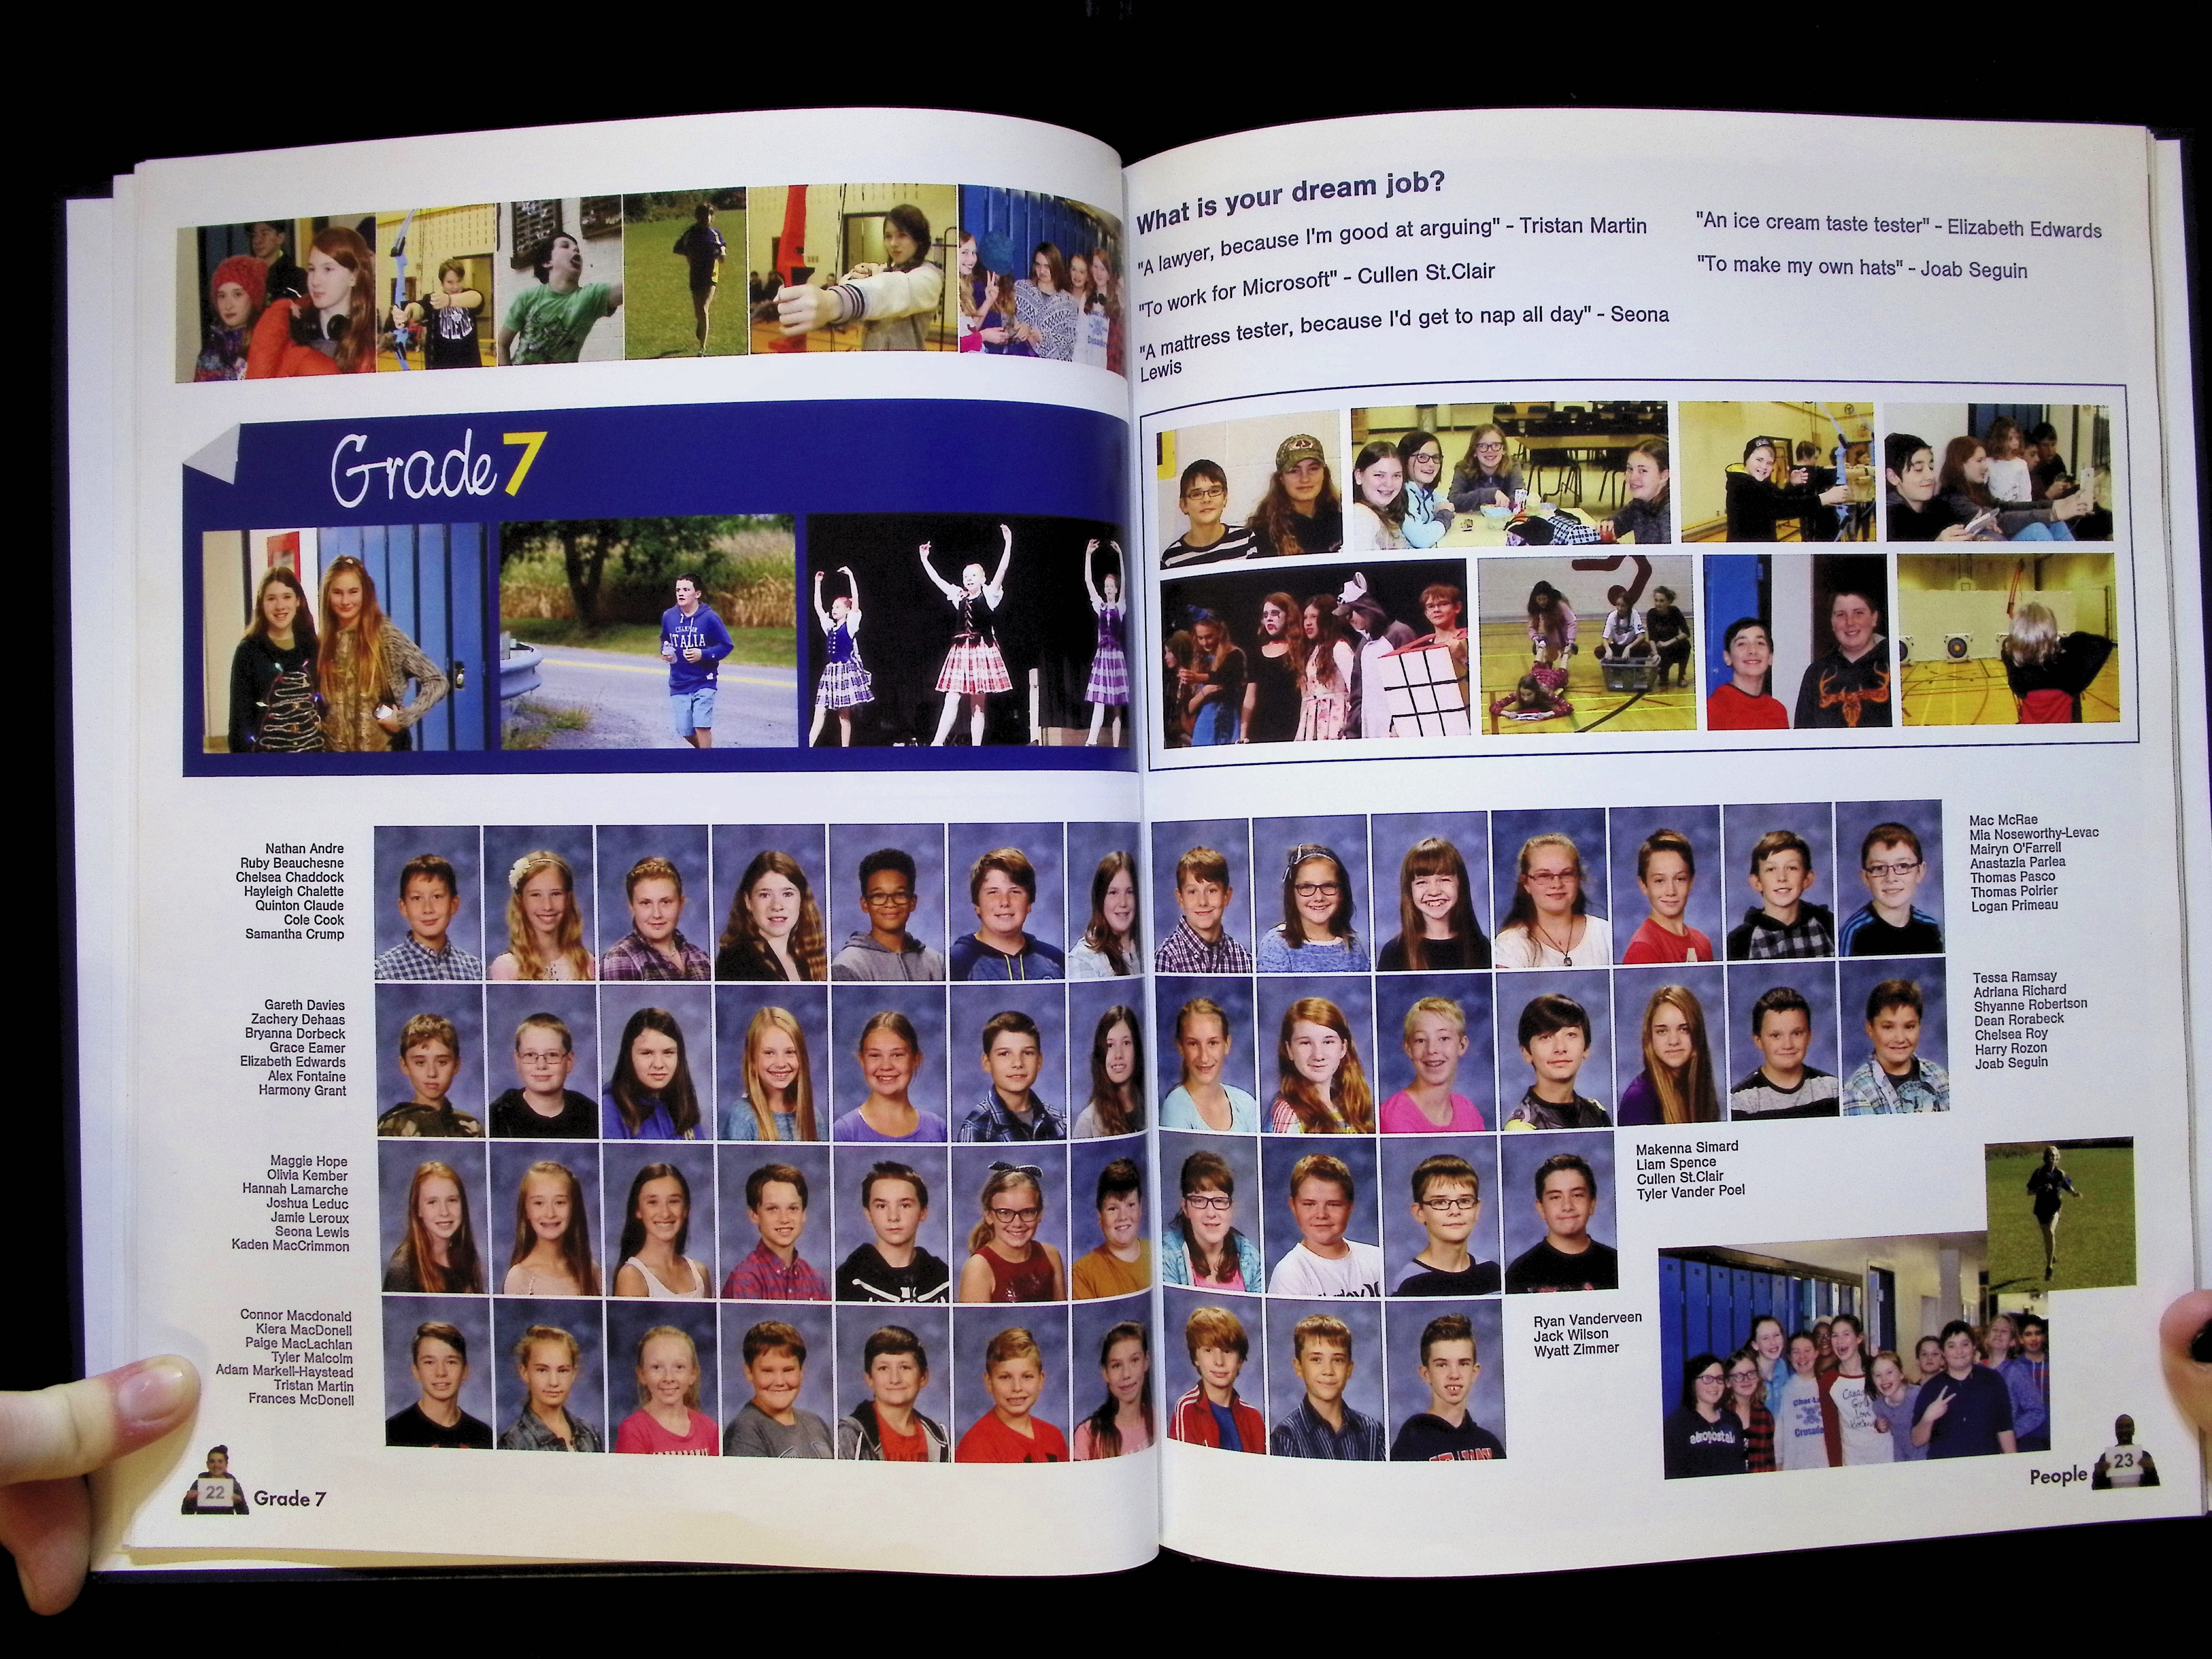 Grade 7
Nathan Andre
Ruby Beauchesne
Chelsea Chaddock
Hayleigh Chalette
Quinton Claude
Cole Cook
Samantha Crump
Gareth Davies
Zachery Dehaas
Bryanna Dorbeck
Grace Eamer
Elizabeth Edwards
Alex Fontaine
Harmony Grant
Maggie Hope
Olivia Kember
Hannah Lamarche
Joshua Leduc
Jamie Leroux
Seona Lewis
Kaden MacCrimmon
Connor Macdonald
Kiera MacDonell
Paige MacLachlan
Tyler Malcolm
Adam Markell-Haystead
Tristan Martin
Frances McDonell
22
Grade 7
What is your dream job?
"A lawyer, because I'm good at arguing" - Tristan Martin
"To work for Microsoft" - Cullen St.Clair
"A mattress tester, because I'd get to nap all day" - Seona
Lewis
"An ice cream taste tester" - Elizabeth Edwards
"To make my own hats" - Joab Seguin
Mac McRae
Mia Noseworthy-Levac
Mairyn O'Farrell
Anastazia Parlea
Thomas Pasco
Thomas Poirier
Logan Primeau
Tessa Ramsay
Adriana Richard
Shyanne Robertson
Dean Rorabeck
Chelsea Roy
Harry Rozon
Joab Seguin
Makenna Simard
Liam Spence
Cullen St.Clair
Tyler Vander Poel
Ryan Vanderveen
Jack Wilson
Wyatt Zimmer
aéropostale
People
23